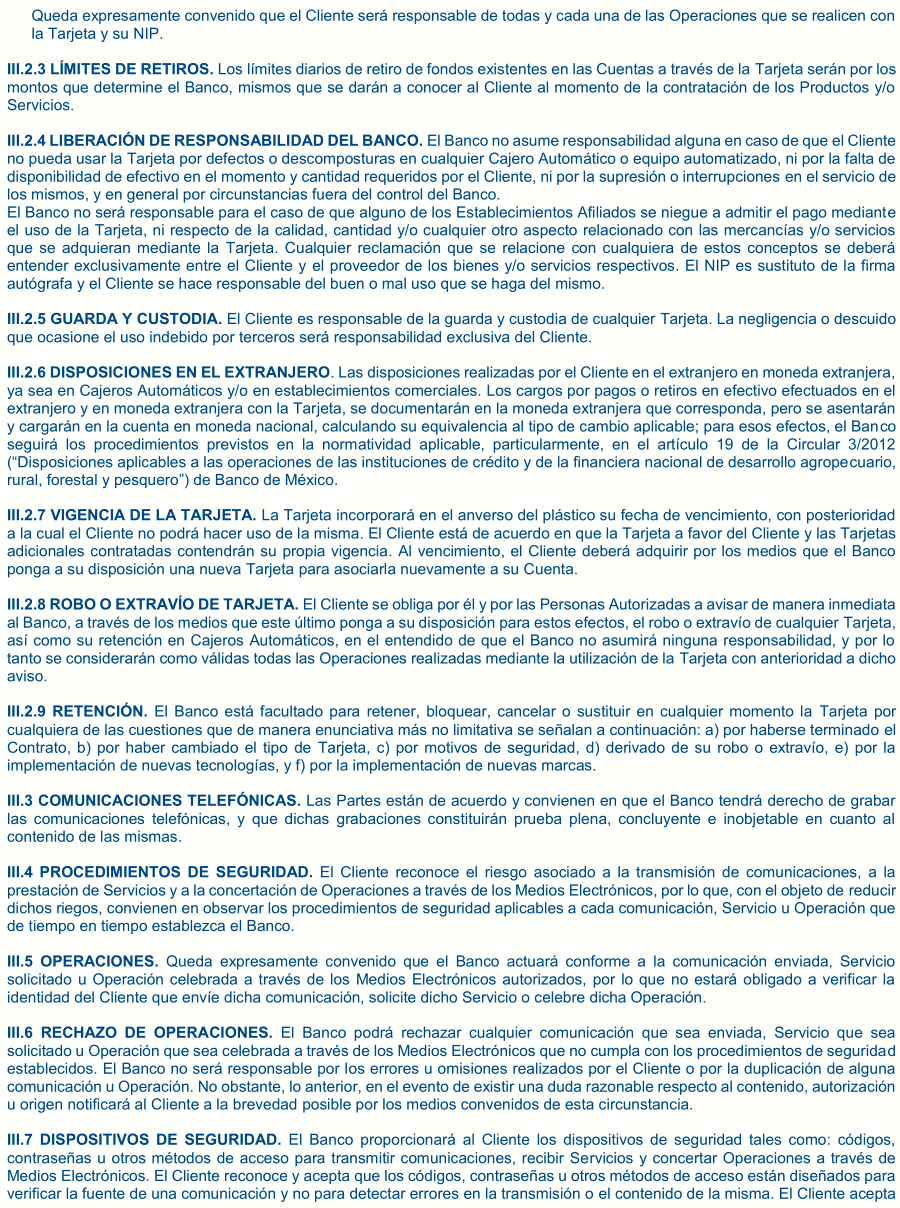 Queda expresamente convenido que el Cliente será responsable de todas y cada una de las Operaciones que se realicen con
la Tarjeta y su NIP.
III.2.3 LÍMITES DE RETIROS. Los límites diarios de retiro de fondos existentes en las Cuentas a través de la Tarjeta serán por los
montos que determine el Banco, mismos que se darán a conocer al Cliente al momento de la contratación de los Productos y/o
Servicios.
III.2.4 LIBERACIÓN DE RESPONSABILIDAD DEL BANCO. El Banco no asume responsabilidad alguna en caso de que el Cliente
no pueda usar la Tarjeta por defectos o descomposturas en cualquier Cajero Automático o equipo automatizado, ni por la falta de
disponibilidad de efectivo en el momento y cantidad requeridos por el Cliente, ni por la supresión o interrupciones en el servicio de
los mismos, y en general por circunstancias fuera del control del Banco.
El Banco no será responsable para el caso de que alguno de los Establecimientos Afiliados se niegue a admitir el pago mediante
el uso de la Tarjeta, ni respecto de la calidad, cantidad y/o cualquier otro aspecto relacionado con las mercancías y/o servicios
que se adquieran mediante la Tarjeta. Cualquier reclamación que se relacione con cualquiera de estos conceptos se deberá
entender exclusivamente entre el Cliente y el proveedor de los bienes y/o servicios respectivos. El NIP es sustituto de la firma
autógrafa y el Cliente se hace responsable del buen o mal uso que se haga del mismo.
III.2.5 GUARDA Y CUSTODIA. El Cliente es responsable de la guarda y custodia de cualquier Tarjeta. La negligencia o descuido
que ocasione el uso indebido por terceros será responsabilidad exclusiva del Cliente.
III.2.6 DISPOSICIONES EN EL EXTRANJERO. Las disposiciones realizadas por el Cliente en el extranjero en moneda extranjera,
ya sea en Cajeros Automáticos y/o en establecimientos comerciales. Los cargos por pagos o retiros en efectivo efectuados en el
extranjero y en moneda extranjera con la Tarjeta, se documentarán en la moneda extranjera que corresponda, pero se asentarán
y cargarán en la cuenta en moneda nacional, calculando su equivalencia al tipo de cambio aplicable; para esos efectos, el Banco
seguirá los procedimientos previstos en la normatividad aplicable, particularmente, en el artículo 19 de la Circular 3/2012
(“Disposiciones aplicables a las operaciones de las instituciones de crédito y de la financiera nacional de desarrollo agropecuario,
rural, forestal y pesquero”) de Banco de México.
III.2.7 VIGENCIA DE LA TARJETA. La Tarjeta incorporará en el anverso del plástico su fecha de vencimiento, con posterioridad
a la cual el Cliente no podrá hacer uso de la misma. El Cliente está de acuerdo en que la Tarjeta a favor del Cliente y las Tarjetas
adicionales contratadas contendrán su propia vigencia. Al vencimiento, el Cliente deberá adquirir por los medios que el Banco
ponga a su disposición una nueva Tarjeta para asociarla nuevamente a su Cuenta.
III.2.8 ROBO O EXTRAVÍO DE TARJETA. El Cliente se obliga por él y por las Personas Autorizadas a avisar de manera inmediata
al Banco, a través de los medios que este último ponga a su disposición para estos efectos, el robo o extravío de cualquier Tarjeta,
así como su retención en Cajeros Automáticos, en el entendido de que el Banco no asumirá ninguna responsabilidad, y por lo
tanto se considerarán como válidas todas las Operaciones realizadas mediante la utilización de la Tarjeta con anterioridad a dicho
aviso.
III.2.9 RETENCIÓN. El Banco está facultado para retener, bloquear, cancelar o sustituir en cualquier momento la Tarjeta por
cualquiera de las cuestiones que de manera enunciativa más no limitativa se señalan a continuación: a) por haberse terminado el
Contrato, b) por haber cambiado el tipo de Tarjeta, c) por motivos de seguridad, d) derivado de su robo o extravío, e) por la
implementación de nuevas tecnologías, y f) por la implementación de nuevas marcas.
III.3 COMUNICACIONES TELEFÓNICAS. Las Partes están de acuerdo y convienen en que el Banco tendrá derecho de grabar
las comunicaciones telefónicas, y que dichas grabaciones constituirán prueba plena, concluyente e inobjetable en cuanto al
contenido de las mismas.
III.4 PROCEDIMIENTOS DE SEGURIDAD. El Cliente reconoce el riesgo asociado a la transmisión de comunicaciones, a la
prestación de Servicios y a la concertación de Operaciones a través de los Medios Electrónicos, por lo que, con el objeto de reducir
dichos riegos, convienen en observar los procedimientos de seguridad aplicables a cada comunicación, Servicio u Operación que
de tiempo en tiempo establezca el Banco.
III.5 OPERACIONES. Queda expresamente convenido que el Banco actuará conforme a la comunicación enviada, Servicio
solicitado u Operación celebrada a través de los Medios Electrónicos autorizados, por lo que no estará obligado a verificar la
identidad del Cliente que envíe dicha comunicación, solicite dicho Servicio o celebre dicha Operación.
III.6 RECHAZO DE OPERACIONES. El Banco podrá rechazar cualquier comunicación que sea enviada, Servicio que sea
solicitado u Operación que sea celebrada a través de los Medios Electrónicos que no cumpla con los procedimientos de seguridad
establecidos. El Banco no será responsable por los errores u omisiones realizados por el Cliente o por la duplicación de alguna
comunicación u Operación. No obstante, lo anterior, en el evento de existir una duda razonable respecto al contenido, autorización
u origen notificará al Cliente a la brevedad posible por los medios convenidos de esta circunstancia.
III.7 DISPOSITIVOS DE SEGURIDAD. El Banco proporcionará al Cliente los dispositivos de seguridad tales como: códigos,
contraseñas u otros métodos de acceso para transmitir comunicaciones, recibir Servicios y concertar Operaciones a través de
Medios Electrónicos. El Cliente reconoce y acepta que los códigos, contraseñas u otros métodos de acceso están diseñados para
verificar la fuente de una comunicación y no para detectar errores en la transmisión o el contenido de la misma. El Cliente acepta